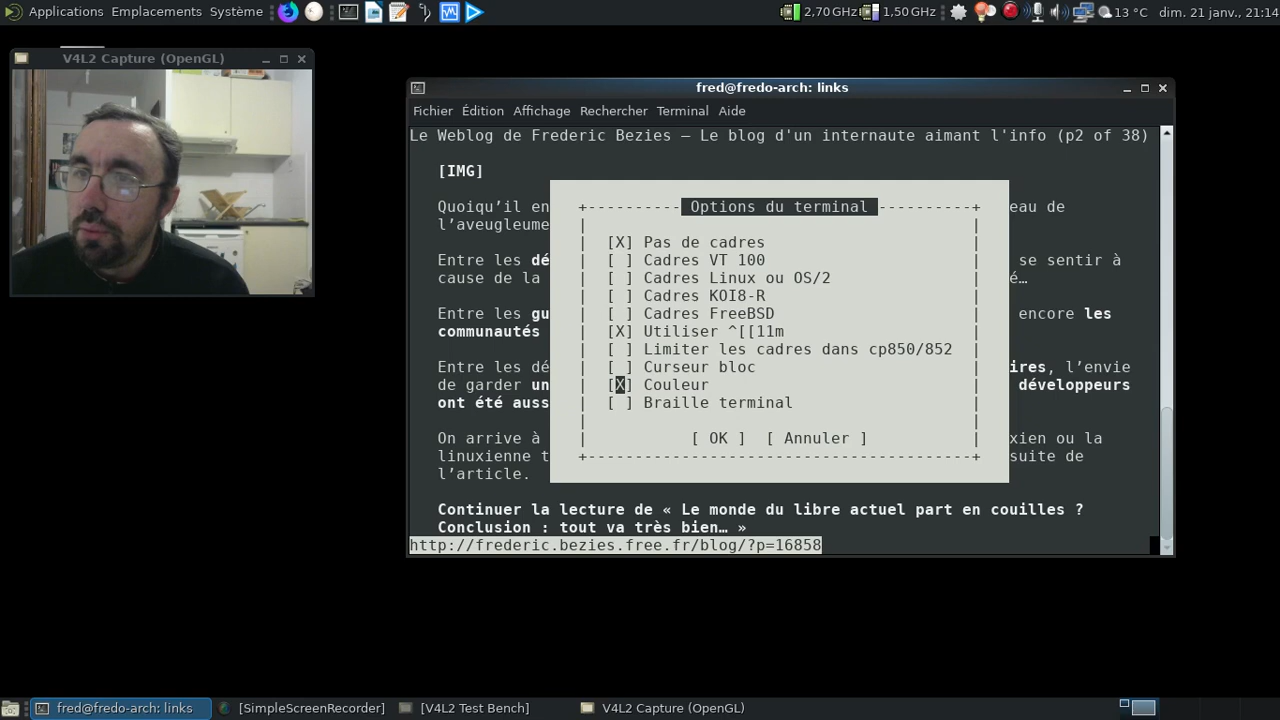 Applications Emplacements Système 2,70 GHz 1,50 GHz 13 °C dim. 21 janv., 21:14
V4L2 Capture (OpenGL)
fred@fredo-arch: links
Fichier Édition Affichage Rechercher Terminal Aide
Le Weblog de Frederic Bezies – Le blog d'un internaute aimant l'info (p2 of 38)
[IMG]
Options du terminal
Quoiqu’il en eau de
l’aveugleme
[X] Pas de cadres
Entre les dé [ ] Cadres VT 100 se sentir à
cause de la [ ] Cadres Linux ou OS/2 é…
[ ] Cadres KOI8-R
Entre les gu [ ] Cadres FreeBSD encore les
communautés [X] Utiliser ^[[11m
[ ] Limiter les cadres dans cp850/852
Entre les dé [ ] Curseur bloc ires, l’envie
de garder un [X] Couleur développeurs
ont été auss [ ] Braille terminal
On arrive à [ OK ] [ Annuler ] xien ou la
linuxienne t suite de
l’article.
Continuer la lecture de « Le monde du libre actuel part en couilles ?
Conclusion : tout va très bien… »
http://frederic.bezies.free.fr/blog/?p=16858
fred@fredo-arch: links [SimpleScreenRecorder] [V4L2 Test Bench] V4L2 Capture (OpenGL)